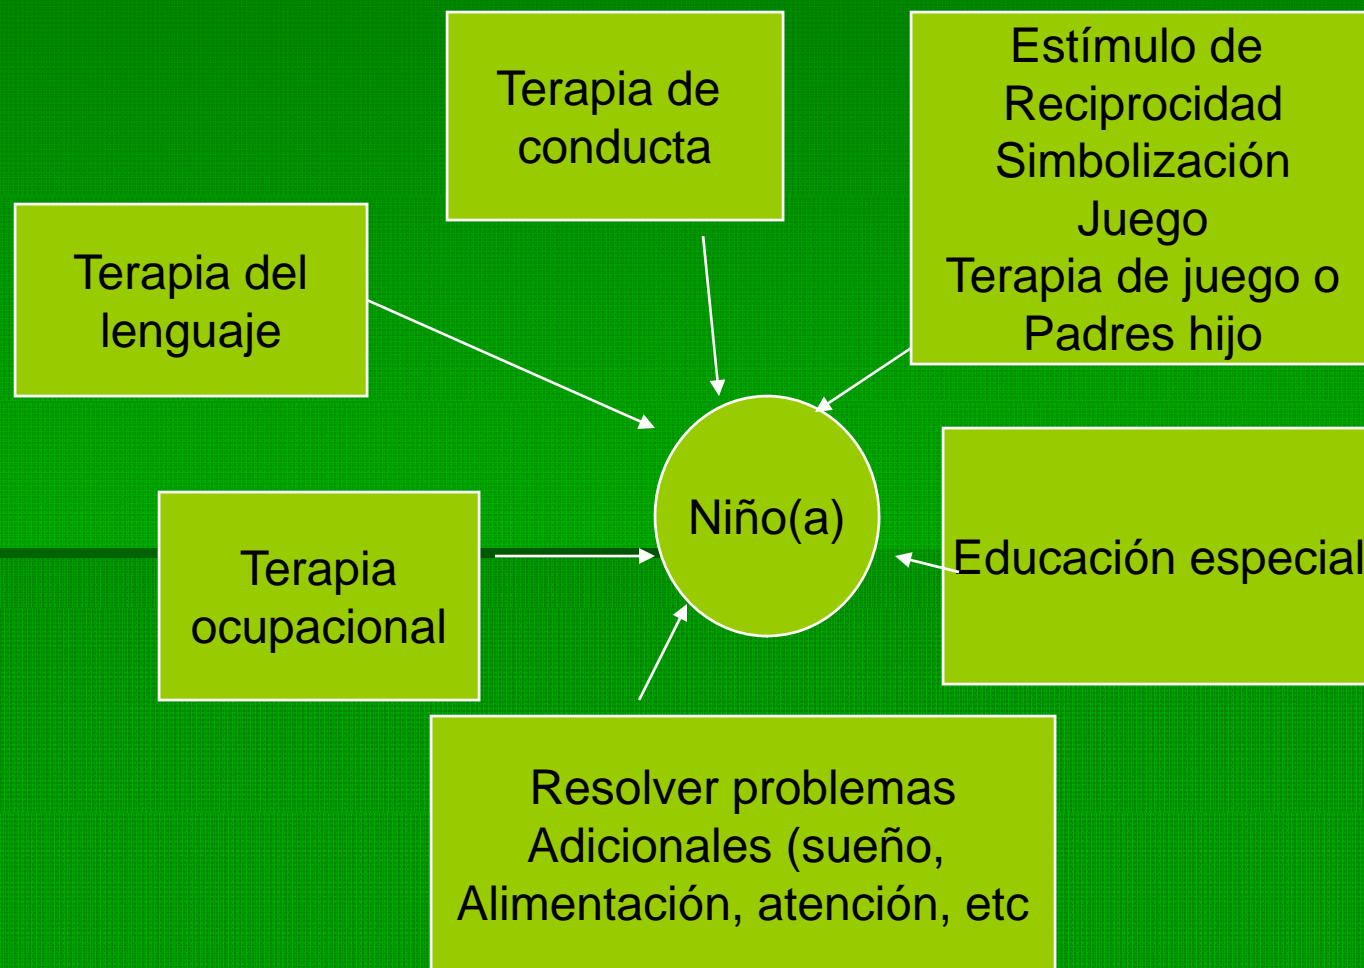 Terapia de
conducta
Estímulo de
Reciprocidad
Simbolización
Juego
Terapia de juego o
Padres hijo
Terapia del
lenguaje
Niño(a)
Educación especial
Terapia
ocupacional
Resolver problemas
Adicionales (sueño,
Alimentación, atención, etc